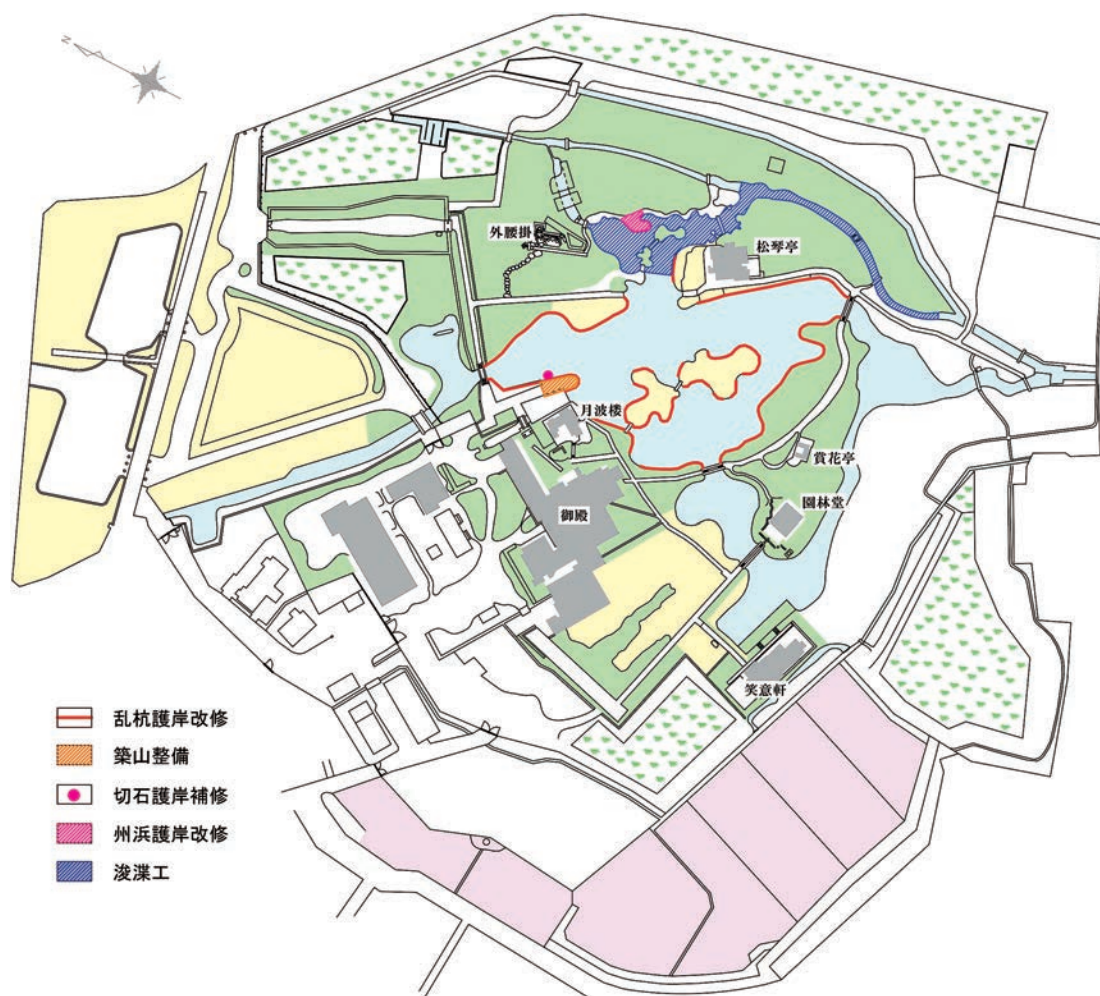 N
外腰掛
松琴亭
月波楼
賞花亭
園林堂
御殿
笑意軒
乱杭護岸改修
築山整備
切石護岸補修
州浜護岸改修
浚渫工